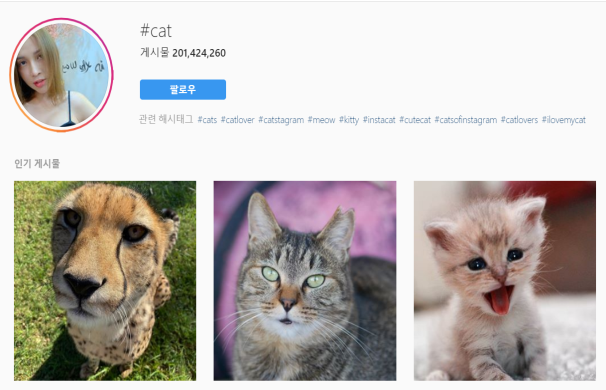 #cat
게시물 201,424,260
팔로우
관련 해시태그 #cats #catlover #catstagram #meow #kitty #instacat #cutecat #catsofinstagram #catlovers #ilovemycat
인기 게시물